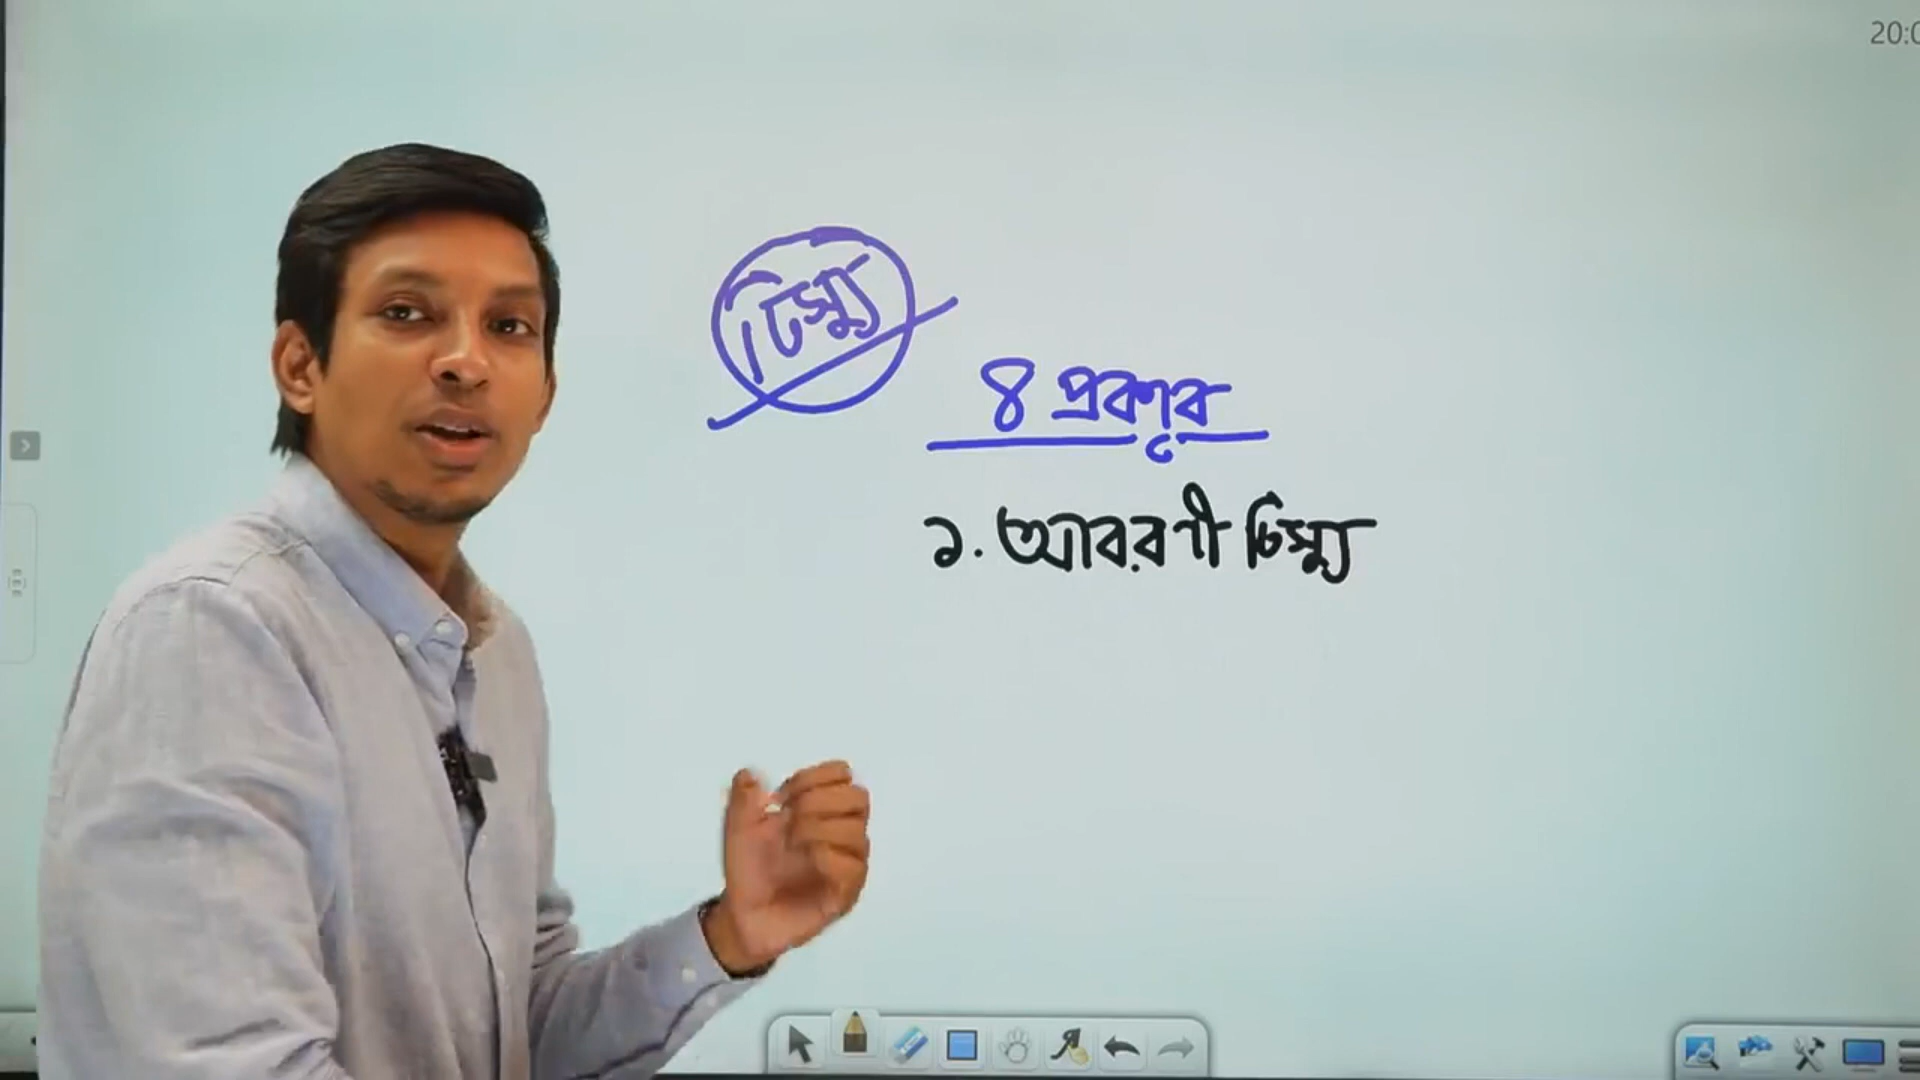 টিস্যু
৪ প্রকার
১. আবরণী টিস্যু